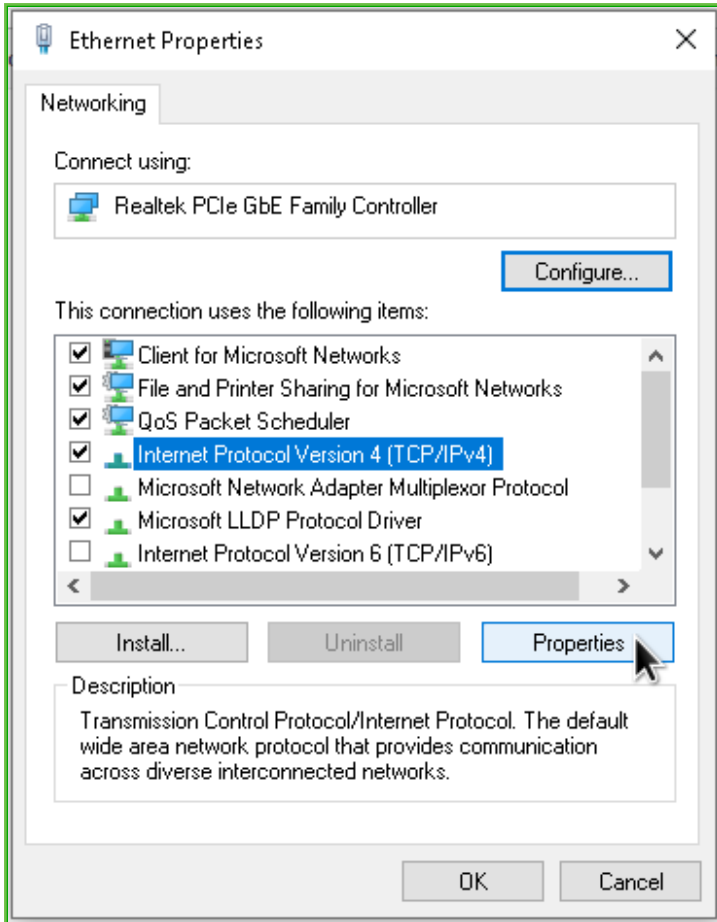 Ethernet Properties
Networking
Connect using:
Realtek PCIe GbE Family Controller
Configure...
This connection uses the following items:
Client for Microsoft Networks
File and Printer Sharing for Microsoft Networks
QoS Packet Scheduler
Internet Protocol Version 4 (TCP/IPv4)
Microsoft Network Adapter Multiplexor Protocol
Microsoft LLDP Protocol Driver
Internet Protocol Version 6 (TCP/IPv6)
Install...
Uninstall
Properties
Description
Transmission Control Protocol/Internet Protocol. The default
wide area network protocol that provides communication
across diverse interconnected networks.
OK
Cancel